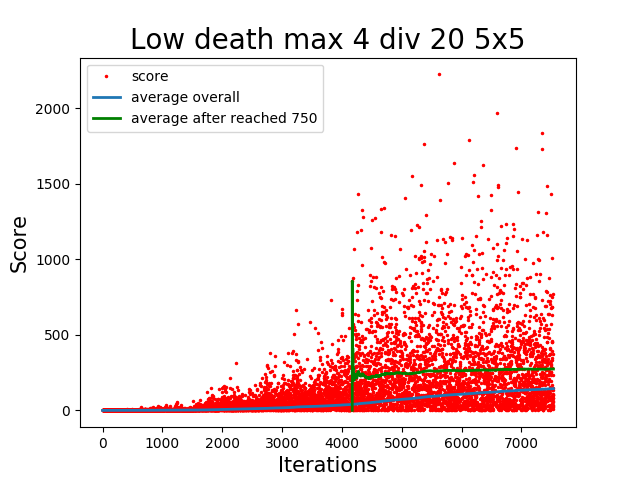 Low death max 4 div 20 5x5
score
average overall
average after reached 750
2000
1500
1000
500
0
Score
0 1000 2000 3000 4000 5000 6000 7000
Iterations